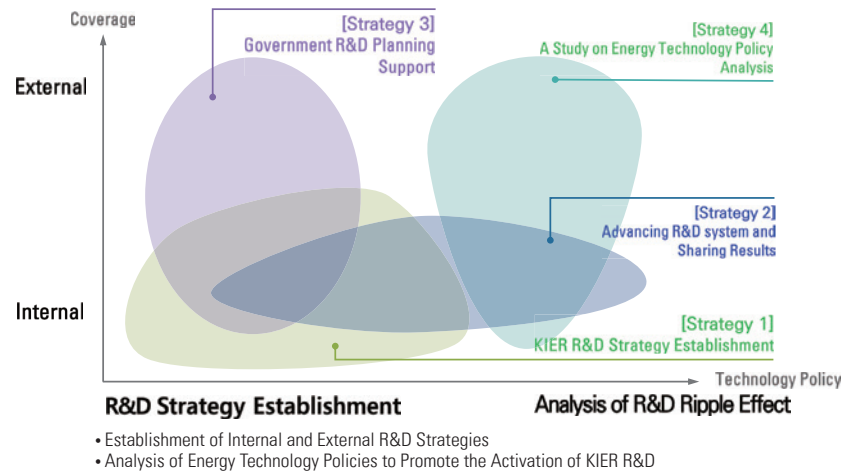 Coverage
[Strategy 3]
Government R&D Planning
Support
[Strategy 4]
A Study on Energy Technology Policy
Analysis
External
[Strategy 2]
Advancing R&D system and
Sharing Results
Internal
[Strategy 1]
KIER R&D Strategy Establishment
Technology Policy
R&D Strategy Establishment
Analysis of R&D Ripple Effect
• Establishment of Internal and External R&D Strategies
• Analysis of Energy Technology Policies to Promote the Activation of KIER R&D